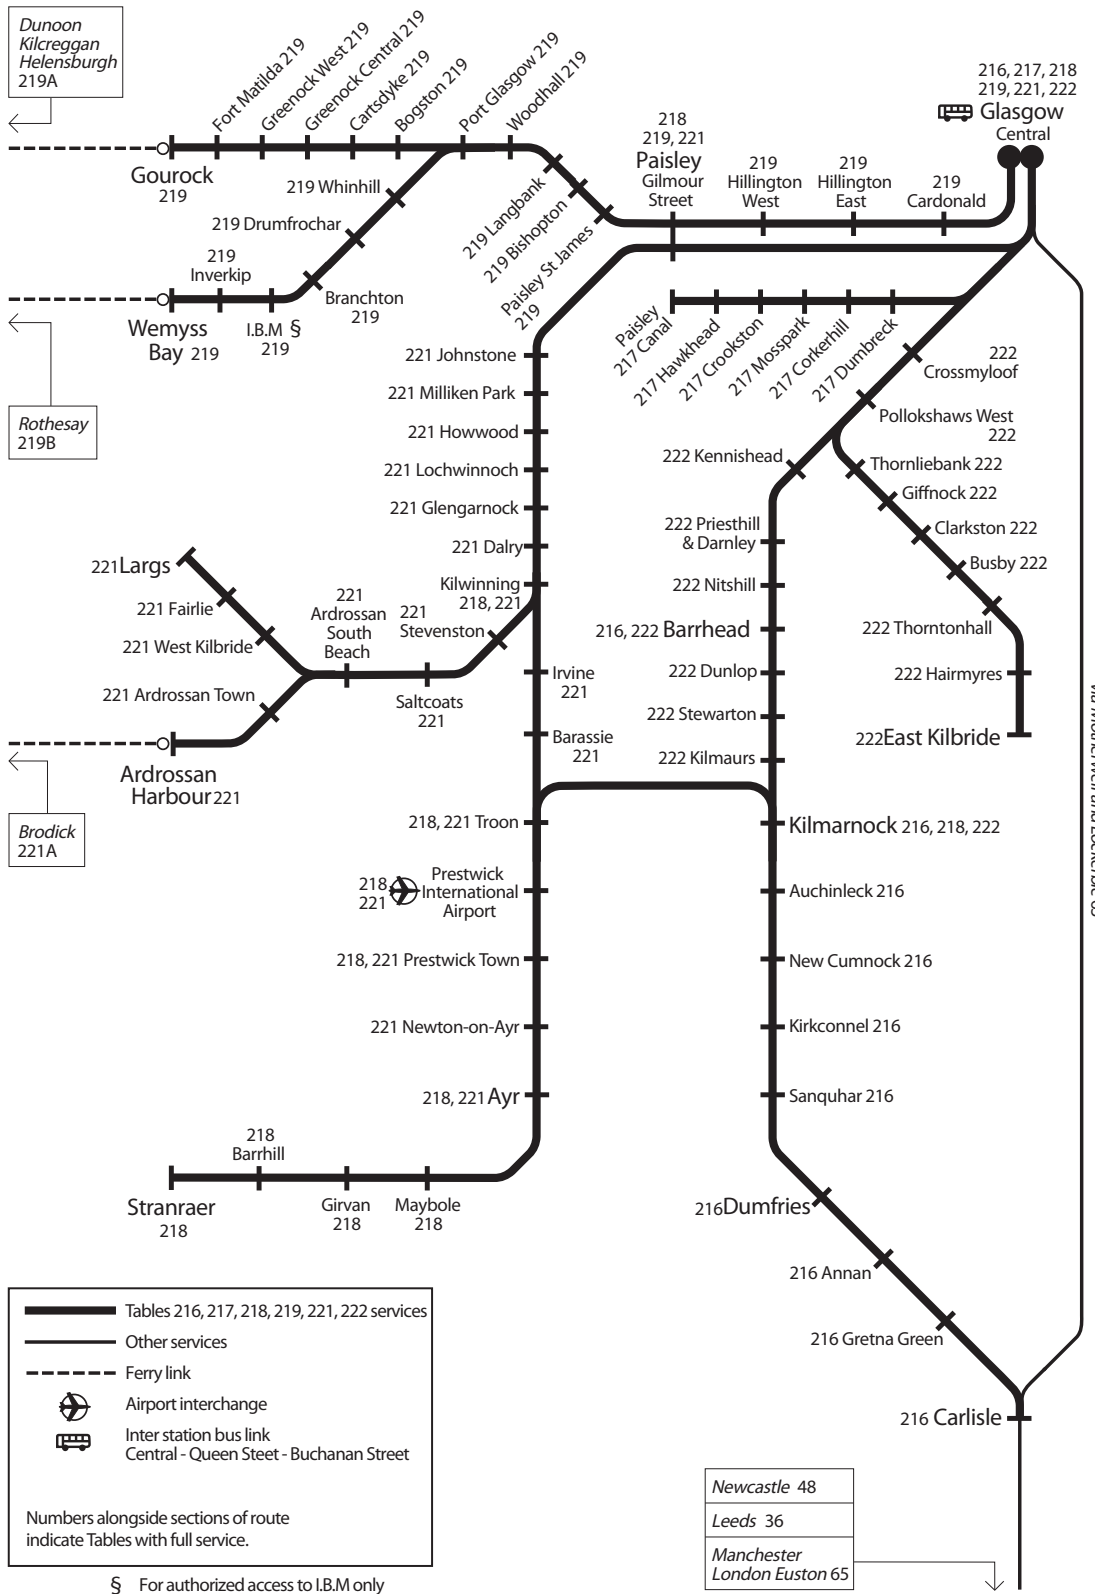 Dunoon
Kilcreggan
Helensburgh
219A
Fort Matilda 219
Greenock West 219
Greenock Central 219
Cartsdyke 219
Bogston 219
Port Glasgow 219
Woodhall 219
216, 217, 218
219, 221, 222
Glasgow
Central
218
219, 221
Paisley
Gilmour
Street
219
Hillington
West
219
Hillington
East
219
Cardonald
Gourock
219
219 Whinhill
219 Drumfrochar
219
Inverkip
Branchton
219
I.B.M §
219
Wemyss
Bay 219
219 Langbank
219 Bishopton
Paisley St James
219
Rothesay
219B
Paisley
217 Canal
217 Hawkhead
217 Crookston
217 Mosspark
217 Corkerhill
217 Dumbreck
222
Crossmyloof
Pollokshaws West
222
221 Johnstone
221 Milliken Park
221 Howwood
221 Lochwinnoch
221 Glengarnock
221 Dalry
Kilwinning
218, 221
222 Kennishead
Thornliebank 222
Giffnock 222
Clarkston 222
Busby 222
222 Thorntonhall
222 Hairmyres
222East Kilbride
222 Priesthill
& Darnley
222 Nitshill
216, 222 Barrhead
222 Dunlop
222 Stewarton
222 Kilmaurs
221Largs
221 Fairlie
221 West Kilbride
221
Ardrossan
South
Beach
221
Stevenston
Saltcoats
221
221 Ardrossan Town
Ardrossan
Harbour221
Brodick
221A
Irvine
221
Barassie
221
218, 221 Troon
218
221
Prestwick
International
Airport
218, 221 Prestwick Town
221 Newton-on-Ayr
218, 221 Ayr
Kilmarnock 216, 218, 222
Auchinleck 216
New Cumnock 216
Kirkconnel 216
Sanquhar 216
218
Barrhill
Stranraer
218
Girvan
218
Maybole
218
216Dumfries
216 Annan
216 Gretna Green
216 Carlisle
Tables 216, 217, 218, 219, 221, 222 services
Other services
Ferry link
Airport interchange
Inter station bus link
Central - Queen Steet - Buchanan Street
Numbers alongside sections of route
indicate Tables with full service.
§ For authorized access to I.B.M only
Newcastle 48
Leeds 36
Manchester
London Euston 65